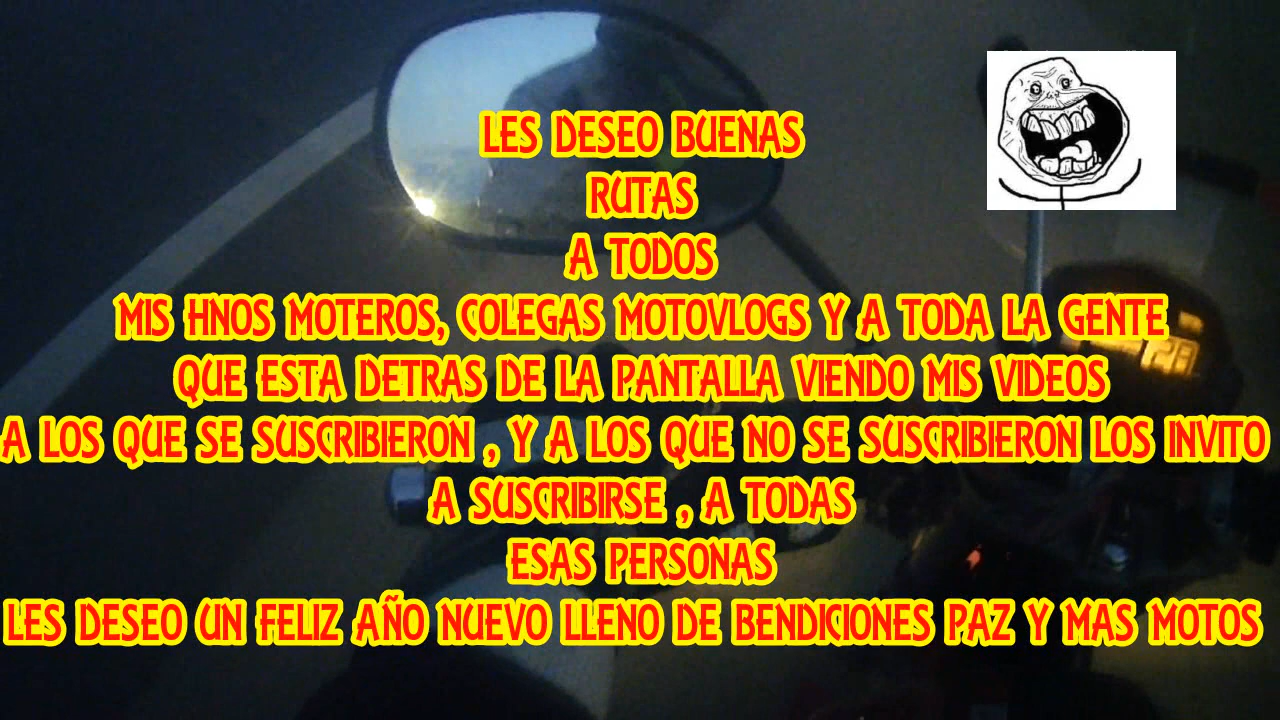 LES DESEO BUENAS
RUTAS
A TODOS
MIS HNOS MOTEROS, COLEGAS MOTOVLOGS Y A TODA LA GENTE
QUE ESTA DETRAS DE LA PANTALLA VIENDO MIS VIDEOS
A LOS QUE SE SUSCRIBIERON , Y A LOS QUE NO SE SUSCRIBIERON LOS INVITO
A SUSCRIBIRSE , A TODAS
ESAS PERSONAS
LES DESEO UN FELIZ AÑO NUEVO LLENO DE BENDICIONES PAZ Y MAS MOTOS